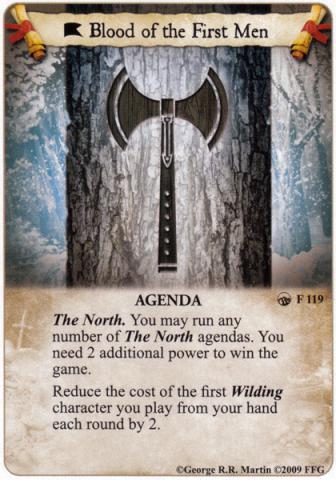 Blood of the First Men
AGENDA
F 119
The North. You may run any
number of The North agendas. You
need 2 additional power to win the
game.
Reduce the cost of the first Wilding
character you play from your hand
each round by 2.
©George R.R. Martin ©2009 FFG